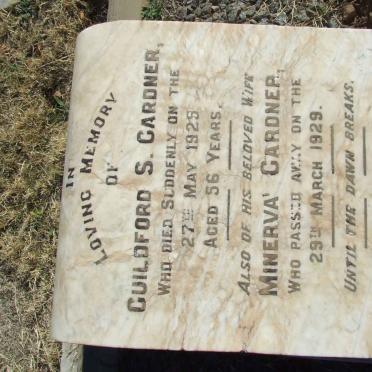 IN
LOVING MEMORY
OF
GUILDFORD S. GARDNER,
WHO DIED SUDDENLY ON THE
27TH MAY 1925
AGED 56 YEARS.
ALSO OF HIS BELOVED WIFE
MINERVA GARDNER,
WHO PASSED AWAY ON THE
29TH MARCH 1929.
UNTIL THE DAWN BREAKS.